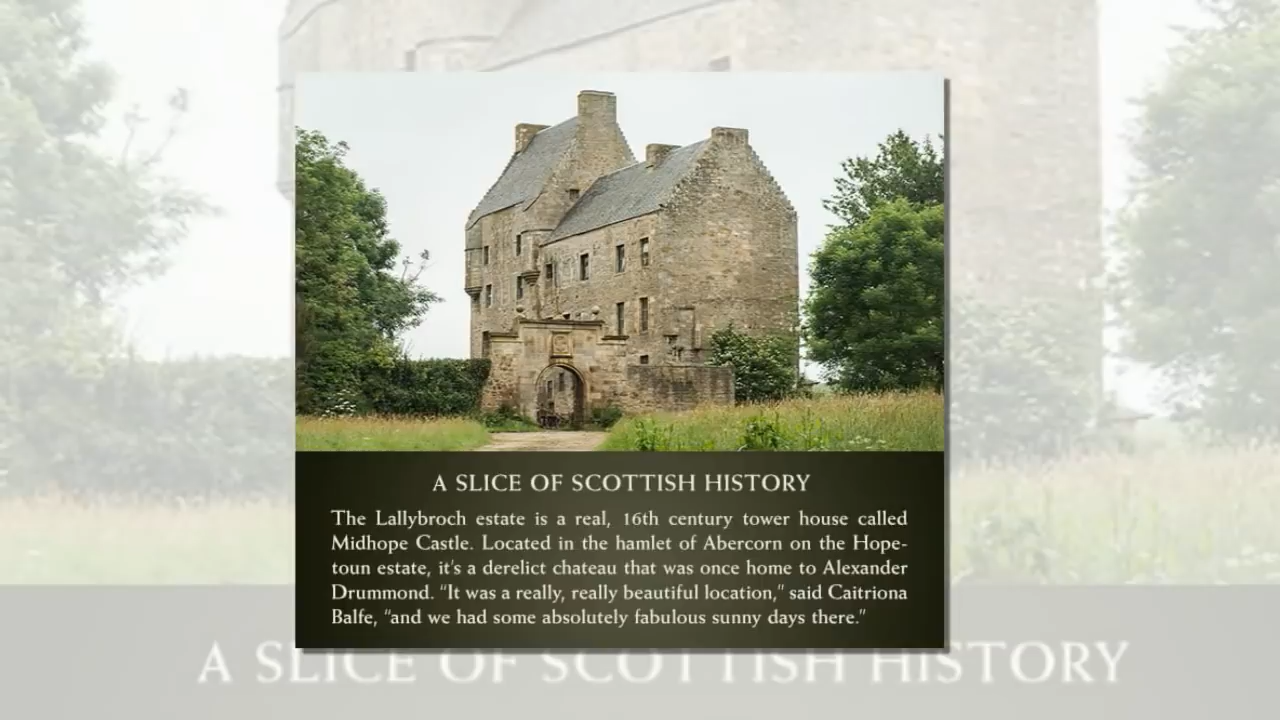 A SLICE OF SCOTTISH HISTORY
The Lallybroch estate is a real, 16th century tower house called
Midhope Castle. Located in the hamlet of Abercorn on the Hope-
toun estate, it's a derelict chateau that was once home to Alexander
Drummond. “It was a really, really beautiful location,” said Caitriona
Balfe, “and we had some absolutely fabulous sunny days there.”
A SLICE OF SCOTTISH HISTORY